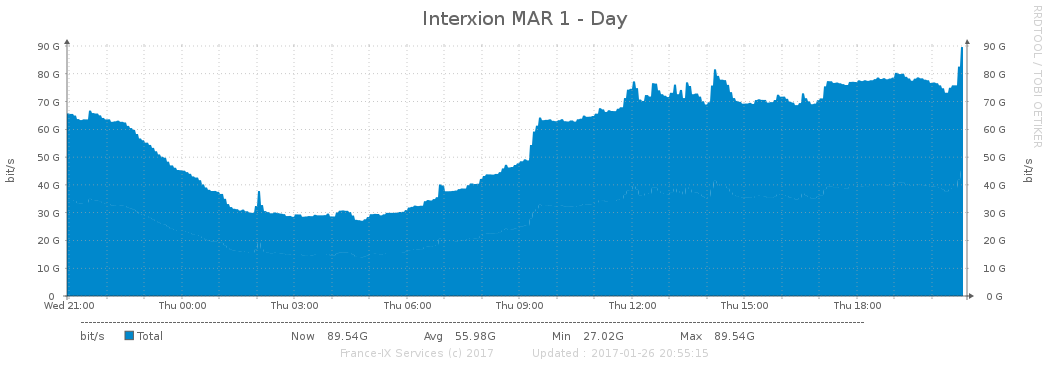 Interxion MAR 1 - Day
RRDTOOL / TOBI OETIKER
bit/s
bit/s
90 G 90 G
80 G 80 G
70 G 70 G
60 G 60 G
50 G 50 G
40 G 40 G
30 G 30 G
20 G 20 G
10 G 10 G
0 0 G
Wed 21:00 Thu 00:00 Thu 03:00 Thu 06:00 Thu 09:00 Thu 12:00 Thu 15:00 Thu 18:00
bit/s Total Now 89.54G Avg 55.98G Min 27.02G Max 89.54G
France-IX Services (c) 2017 Updated : 2017-01-26 20:55:15